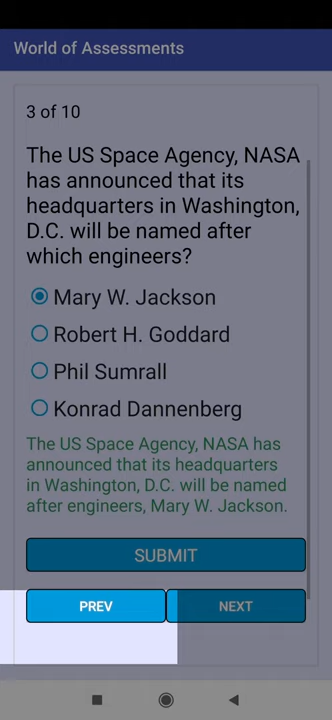 World of Assessments
3 of 10
The US Space Agency, NASA
has announced that its
headquarters in Washington,
D.C. will be named after
which engineers?
Mary W. Jackson
Robert H. Goddard
Phil Sumrall
Konrad Dannenberg
The US Space Agency, NASA has
announced that its headquarters
in Washington, D.C. will be named
after engineers, Mary W. Jackson.
SUBMIT
PREV NEXT